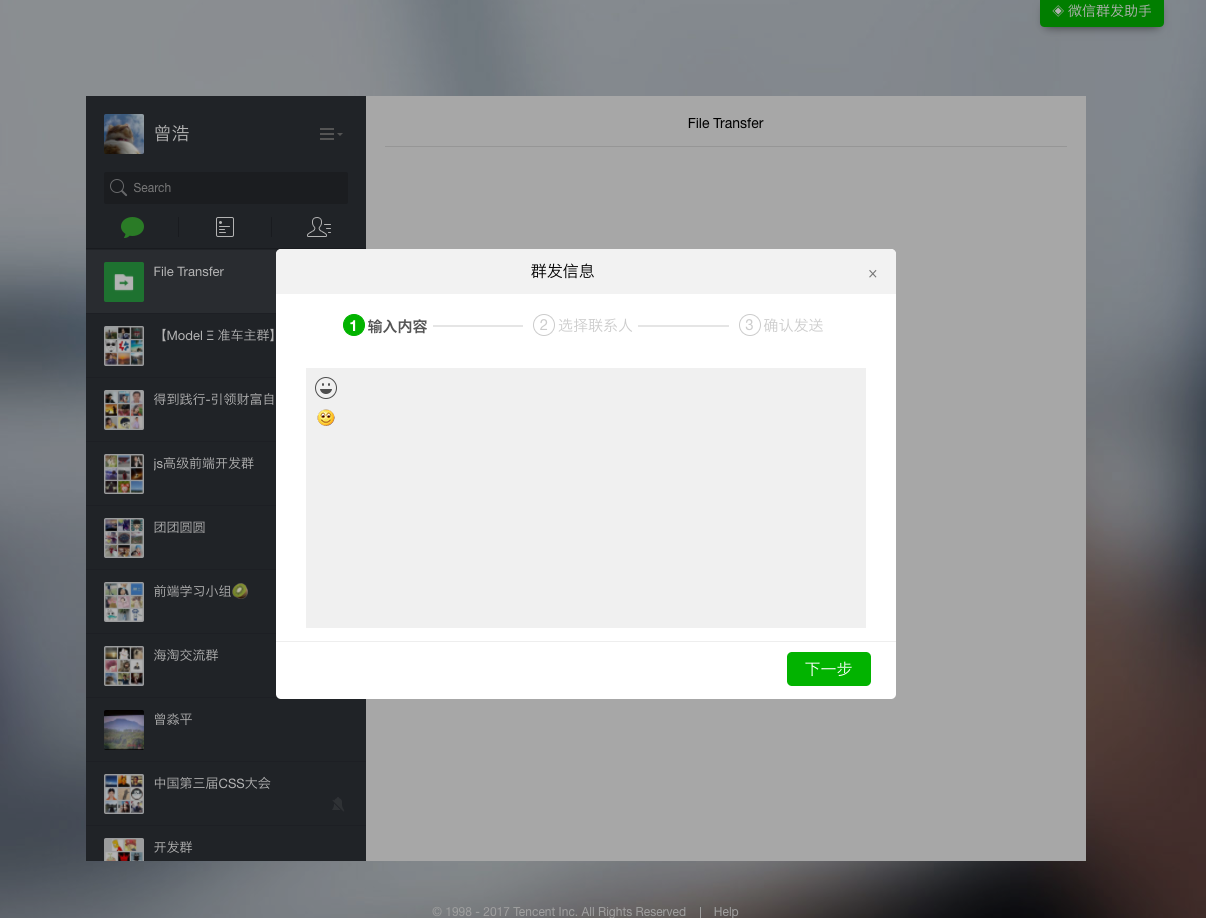 ◈ 微信群发助手
曾浩
File Transfer
Search
群发信息
×
1 输入内容
2 选择联系人
3 确认发送
下一步
File Transfer
【Model Ξ 准车主群】
得到践行-引领财富自
js高级前端开发群
团团圆圆
前端学习小组🥝
海淘交流群
曾淼平
中国第三届CSS大会
开发群
© 1998 - 2017 Tencent Inc. All Rights Reserved | Help